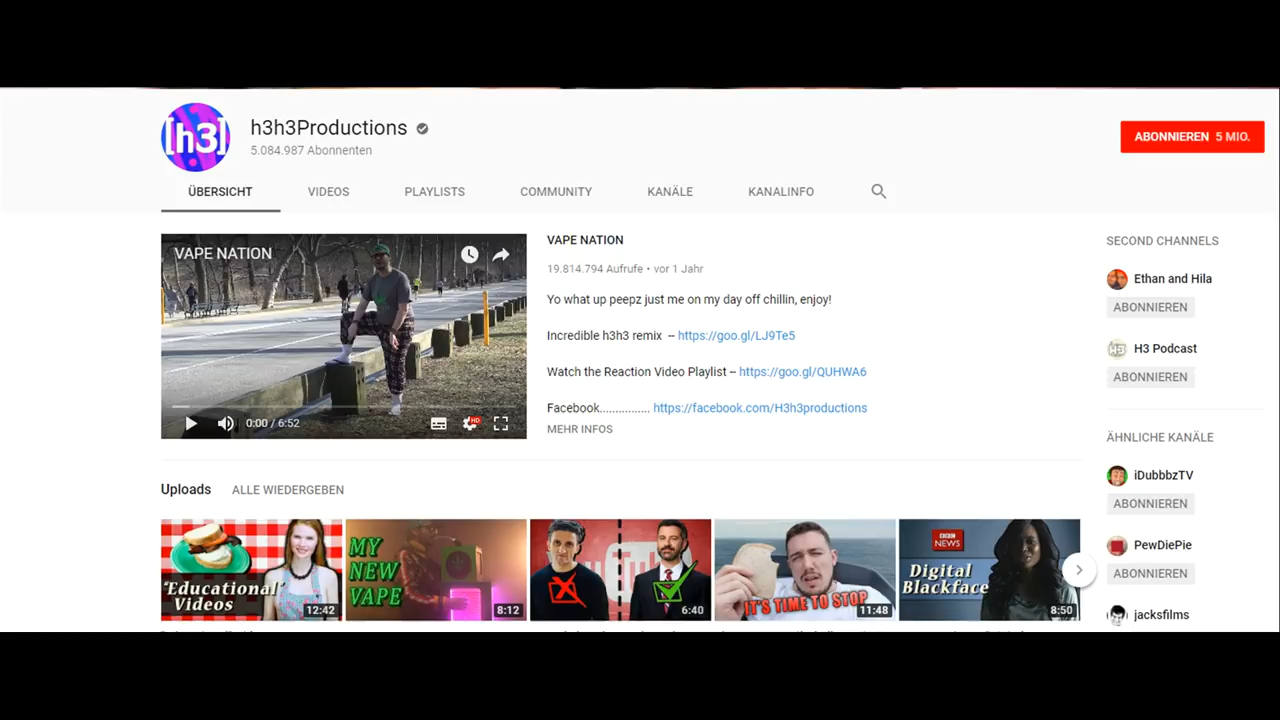 [h3]
h3h3Productions
5.084.987 Abonnenten
ABONNIEREN 5 MIO.
ÜBERSICHT
VIDEOS
PLAYLISTS
COMMUNITY
KANÄLE
KANALINFO
VAPE NATION
0:00 / 6:52
HD
VAPE NATION
19.814.794 Aufrufe • vor 1 Jahr
Yo what up peepz just me on my day off chillin, enjoy!
Incredible h3h3 remix -- https://goo.gl/LJ9Te5
Watch the Reaction Video Playlist -- https://goo.gl/QUHWA6
Facebook............... https://facebook.com/H3h3productions
MEHR INFOS
SECOND CHANNELS
Ethan and Hila
ABONNIEREN
H3
H3 Podcast
ABONNIEREN
ÄHNLICHE KANÄLE
iDubbbzTV
ABONNIEREN
PewDiePie
ABONNIEREN
jacksfilms
Uploads
ALLE WIEDERGEBEN
"Educational
Videos
12:42
MY
NEW
VAPE
8:12
6:40
IT'S TIME TO STOP
11:48
BBC
NEWS
Digital
Blackface
8:50